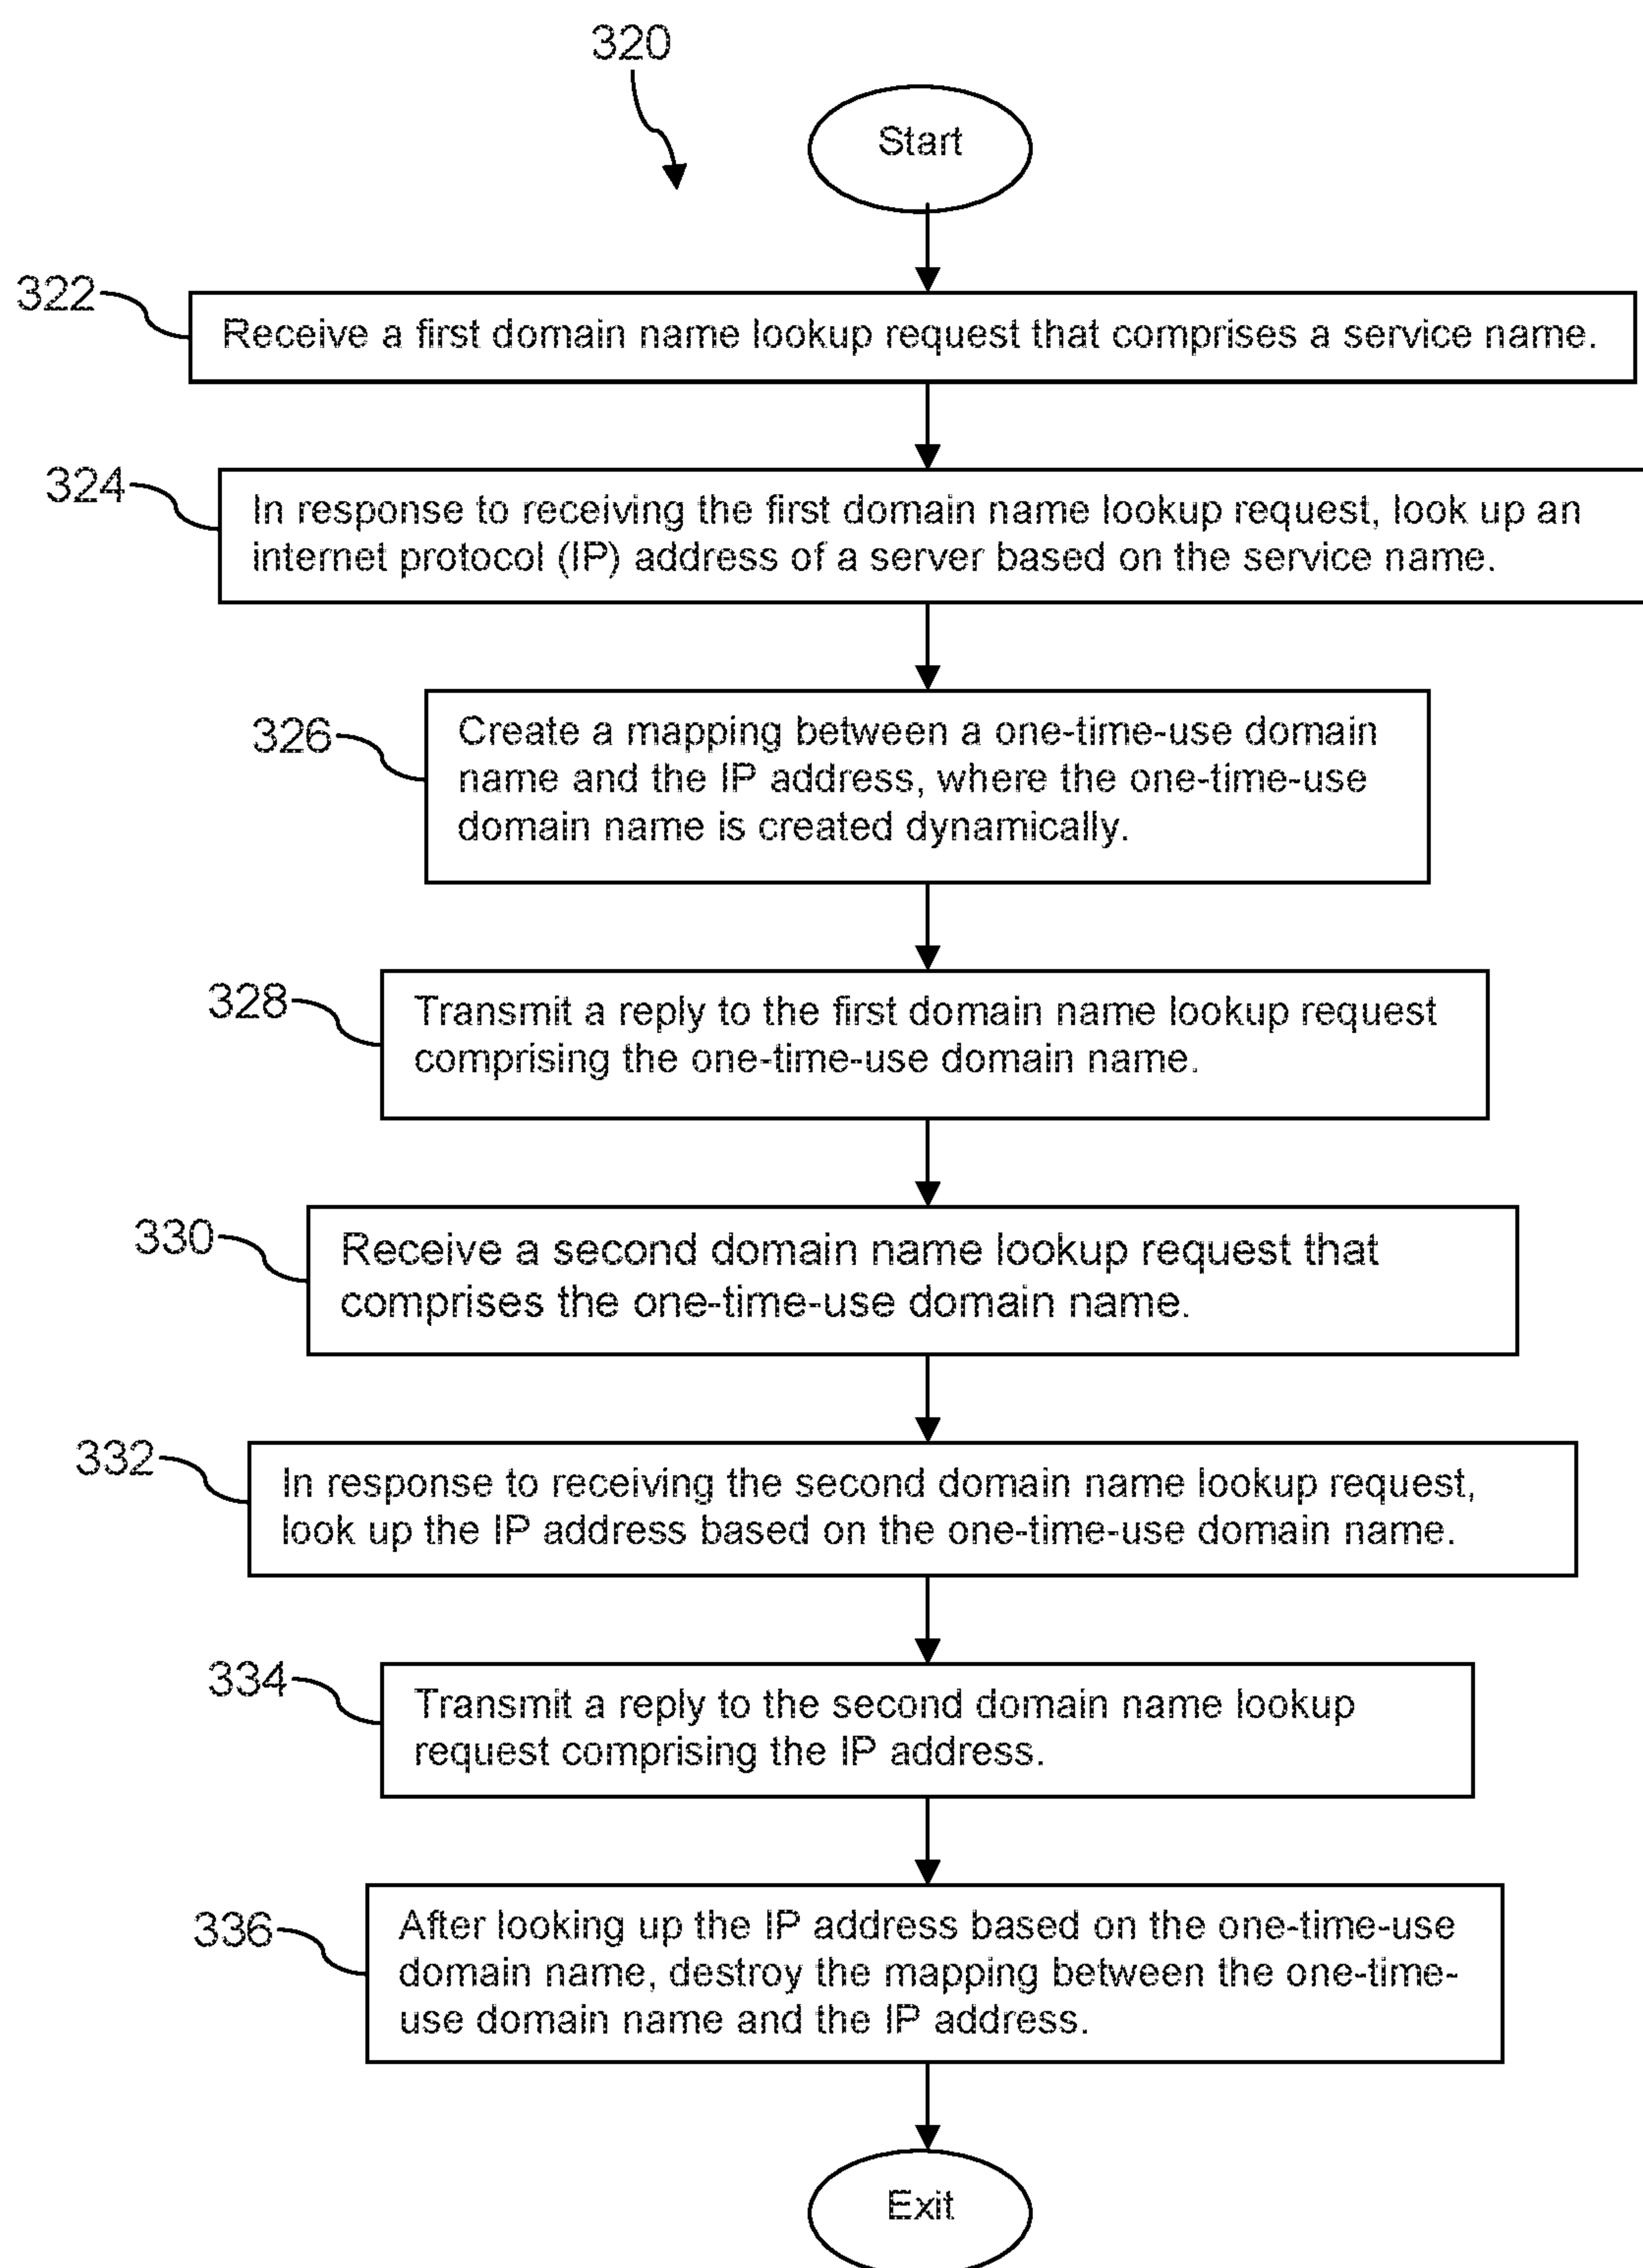 320
Start
322
Receive a first domain name lookup request that comprises a service name.
324
In response to receiving the first domain name lookup request, look up an
internet protocol (IP) address of a server based on the service name.
326
Create a mapping between a one-time-use domain
name and the IP address, where the one-time-use
domain name is created dynamically.
328
Transmit a reply to the first domain name lookup request
comprising the one-time-use domain name.
330
Receive a second domain name lookup request that
comprises the one-time-use domain name.
332
In response to receiving the second domain name lookup request,
look up the IP address based on the one-time-use domain name.
334
Transmit a reply to the second domain name lookup
request comprising the IP address.
336
After looking up the IP address based on the one-time-use
domain name, destroy the mapping between the one-time-
use domain name and the IP address.
Exit